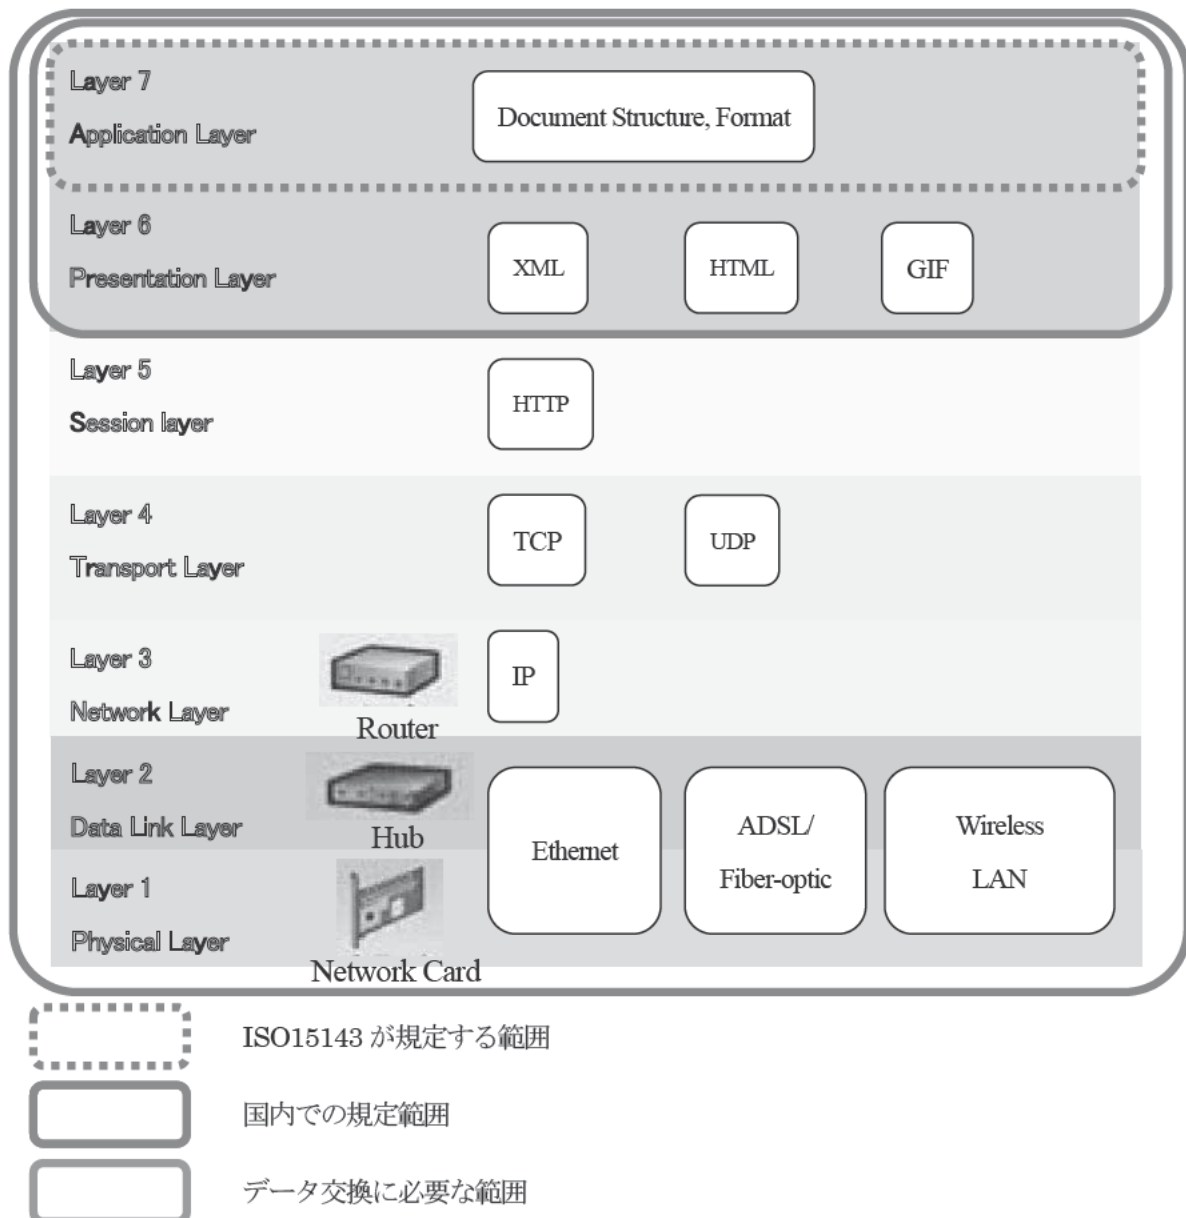 Layer 7
Application Layer
Document Structure, Format
Layer 6
Presentation Layer
XML
HTML
GIF
Layer 5
Session layer
HTTP
Layer 4
Transport Layer
TCP
UDP
Layer 3
Network Layer
Router
IP
Layer 2
Data Link Layer
Hub
Layer 1
Physical Layer
Network Card
Ethernet
ADSL/
Fiber-optic
Wireless
LAN
ISO15143 が規定する範囲
国内での規定範囲
データ交換に必要な範囲